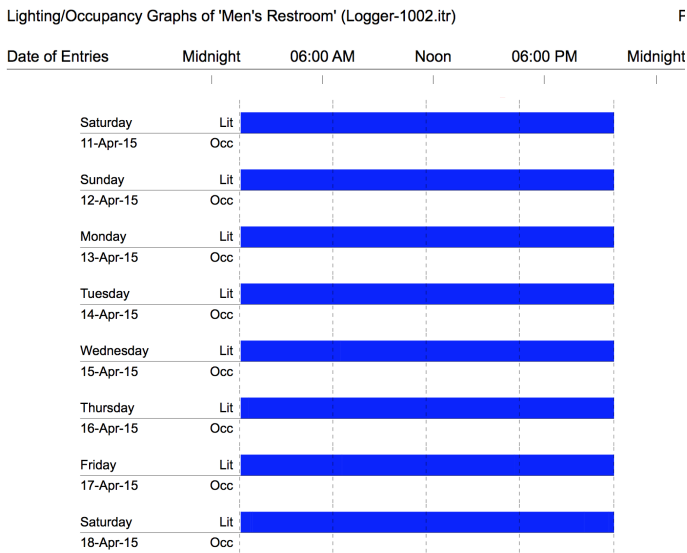 Lighting/Occupancy Graphs of 'Men's Restroom' (Logger-1002.itr)
Date of Entries Midnight 06:00 AM Noon 06:00 PM Midnight
Saturday Lit
11-Apr-15 Occ
Sunday Lit
12-Apr-15 Occ
Monday Lit
13-Apr-15 Occ
Tuesday Lit
14-Apr-15 Occ
Wednesday Lit
15-Apr-15 Occ
Thursday Lit
16-Apr-15 Occ
Friday Lit
17-Apr-15 Occ
Saturday Lit
18-Apr-15 Occ